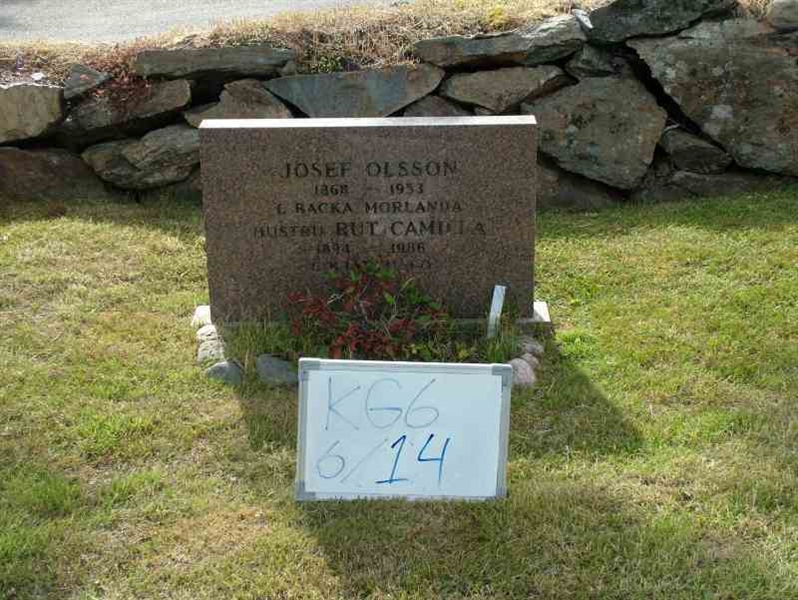 JOSEF OLSSON
1868 – 1953
L. BACKA MORLANDA
HUSTRU RUT CAMILLA
1894 – 1986
KG6
6/14